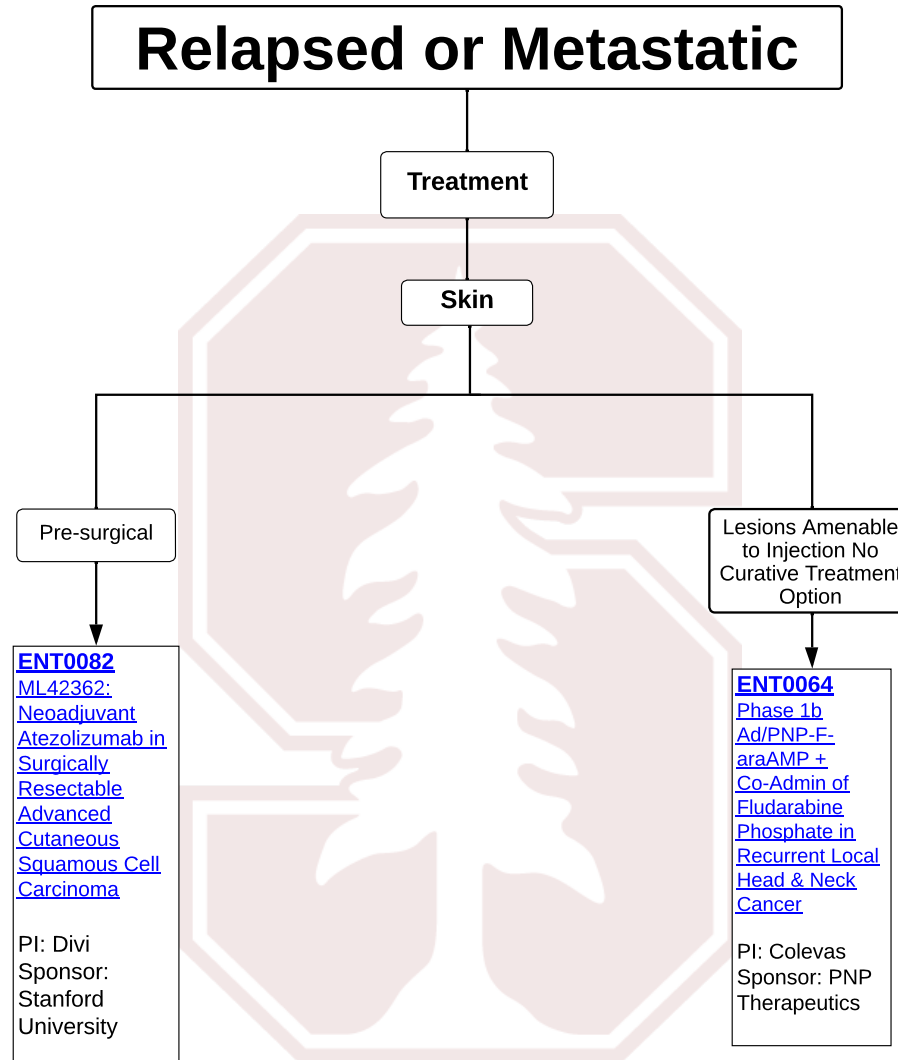 Relapsed or Metastatic
Treatment
Skin
Pre-surgical
ENT0082
ML42362:
Neoadjuvant
Atezolizumab in
Surgically
Resectable
Advanced
Cutaneous
Squamous Cell
Carcinoma
PI: Divi
Sponsor:
Stanford
University
Lesions Amenable
to Injection No
Curative Treatment
Option
ENT0064
Phase 1b
Ad/PNP-F-
araAMP +
Co-Admin of
Fludarabine
Phosphate in
Recurrent Local
Head & Neck
Cancer
PI: Colevas
Sponsor: PNP
Therapeutics